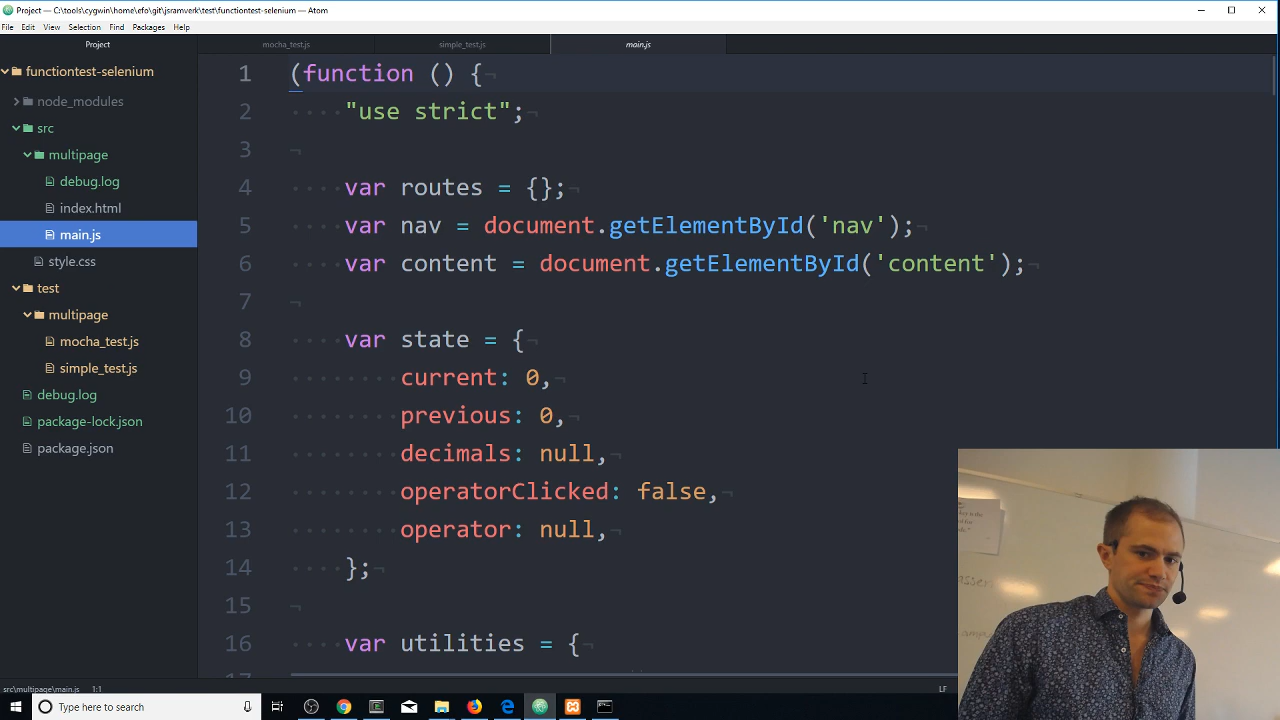 Project — C:\tools\cygwin\home\efo\git\jsramverk\test\functiontest-selenium — Atom
File Edit View Selection Find Packages Help
Project
mocha_test.js simple_test.js main.js
functiontest-selenium
node_modules
src
multipage
debug.log
index.html
main.js
style.css
test
multipage
mocha_test.js
simple_test.js
debug.log
package-lock.json
package.json
1 (function () {
2 "use strict";
3
4 var routes = {};
5 var nav = document.getElementById('nav');
6 var content = document.getElementById('content');
7
8 var state = {
9 current: 0,
10 previous: 0,
11 decimals: null,
12 operatorClicked: false,
13 operator: null,
14 };
15
16 var utilities = {
src\multipage\main.js 1:1 LF
Type here to search